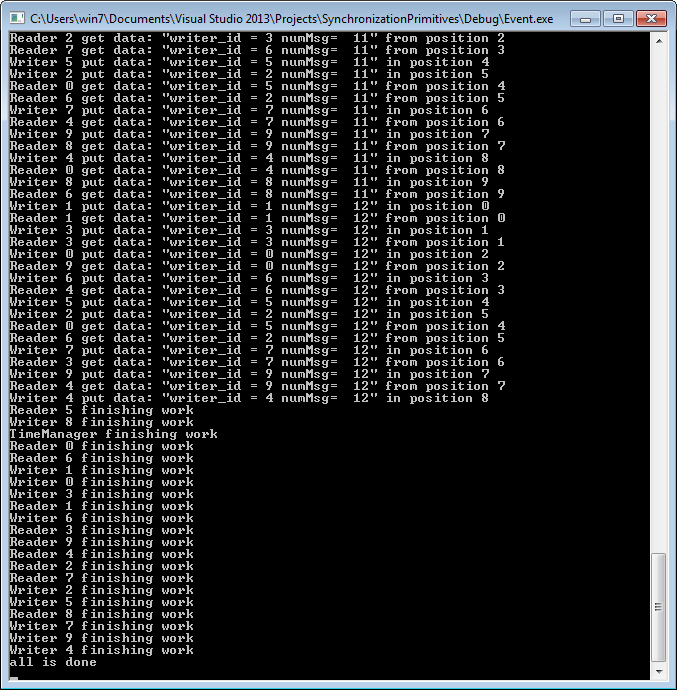 C:\Users\win7\Documents\Visual Studio 2013\Projects\SynchronizationPrimitives\Debug\Event.exe
Reader 2 get data: "writer_id = 3 numMsg=  11" from position 2
Reader 7 get data: "writer_id = 6 numMsg=  11" from position 3
Writer 5 put data: "writer_id = 5 numMsg=  11" in position 4
Writer 2 put data: "writer_id = 2 numMsg=  11" in position 5
Reader 0 get data: "writer_id = 5 numMsg=  11" from position 4
Reader 6 get data: "writer_id = 2 numMsg=  11" from position 5
Writer 7 put data: "writer_id = 7 numMsg=  11" in position 6
Reader 4 get data: "writer_id = 7 numMsg=  11" from position 6
Writer 9 put data: "writer_id = 9 numMsg=  11" in position 7
Reader 8 get data: "writer_id = 9 numMsg=  11" from position 7
Writer 4 put data: "writer_id = 4 numMsg=  11" in position 8
Reader 0 get data: "writer_id = 4 numMsg=  11" from position 8
Writer 8 put data: "writer_id = 8 numMsg=  11" in position 9
Reader 6 get data: "writer_id = 8 numMsg=  11" from position 9
Writer 1 put data: "writer_id = 1 numMsg=  12" in position 0
Reader 1 get data: "writer_id = 1 numMsg=  12" from position 0
Writer 3 put data: "writer_id = 3 numMsg=  12" in position 1
Reader 3 get data: "writer_id = 3 numMsg=  12" from position 1
Writer 0 put data: "writer_id = 0 numMsg=  12" in position 2
Reader 9 get data: "writer_id = 0 numMsg=  12" from position 2
Writer 6 put data: "writer_id = 6 numMsg=  12" in position 3
Reader 4 get data: "writer_id = 6 numMsg=  12" from position 3
Writer 5 put data: "writer_id = 5 numMsg=  12" in position 4
Writer 2 put data: "writer_id = 2 numMsg=  12" in position 5
Reader 0 get data: "writer_id = 5 numMsg=  12" from position 4
Reader 6 get data: "writer_id = 2 numMsg=  12" from position 5
Writer 7 put data: "writer_id = 7 numMsg=  12" in position 6
Reader 3 get data: "writer_id = 7 numMsg=  12" from position 6
Writer 9 put data: "writer_id = 9 numMsg=  12" in position 7
Reader 4 get data: "writer_id = 9 numMsg=  12" from position 7
Writer 4 put data: "writer_id = 4 numMsg=  12" in position 8
Reader 5 finishing work
Writer 8 finishing work
TimeManager finishing work
Reader 0 finishing work
Reader 6 finishing work
Writer 1 finishing work
Writer 0 finishing work
Writer 3 finishing work
Reader 1 finishing work
Writer 6 finishing work
Reader 3 finishing work
Reader 9 finishing work
Reader 4 finishing work
Reader 2 finishing work
Reader 7 finishing work
Writer 2 finishing work
Writer 5 finishing work
Reader 8 finishing work
Writer 7 finishing work
Writer 9 finishing work
Writer 4 finishing work
all is done